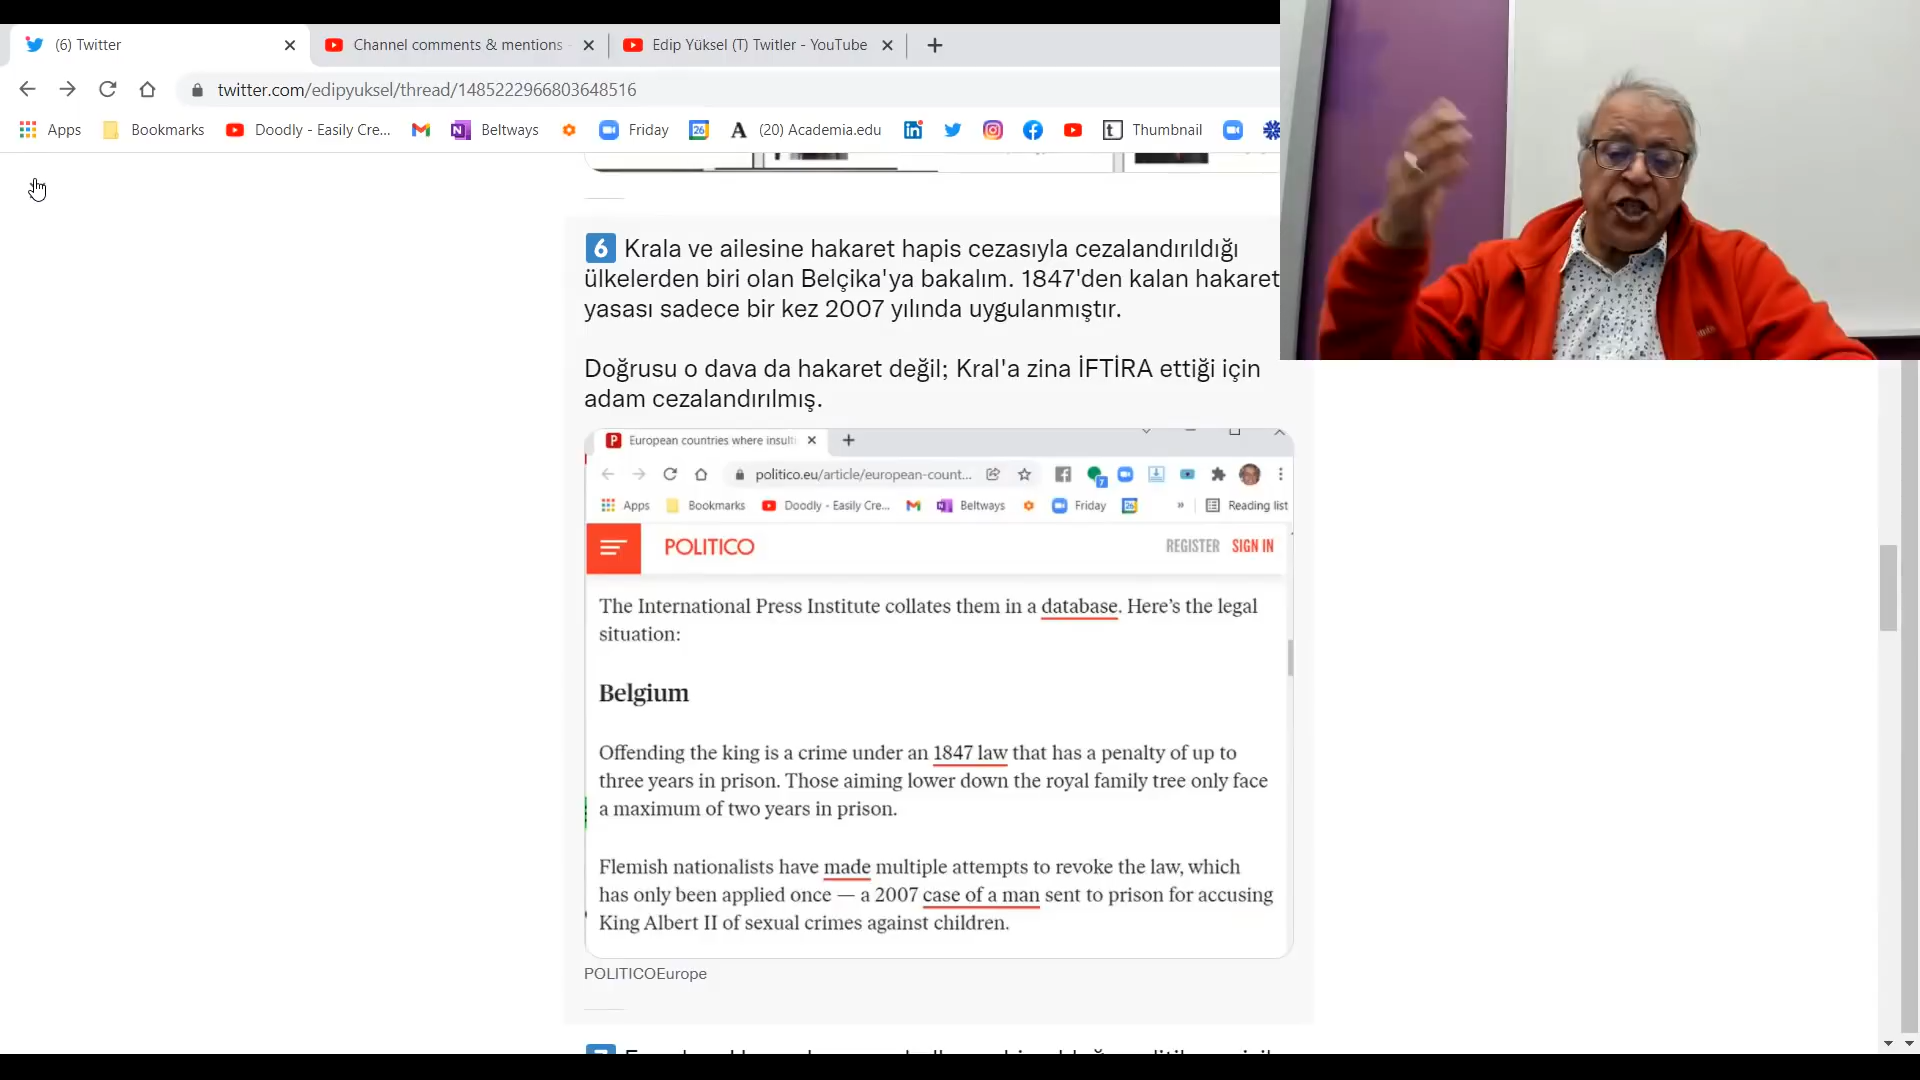 (6) Twitter
Channel comments & mentions
Edip Yüksel (T) Twitler - YouTube
twitter.com/edipyuksel/thread/1485222966803648516
Apps
Bookmarks
Doodly - Easily Cre...
Beltways
Friday
26
(20) Academia.edu
Thumbnail
6 Krala ve ailesine hakaret hapis cezasıyla cezalandırıldığı
ülkelerden biri olan Belçika'ya bakalım. 1847'den kalan hakaret
yasası sadece bir kez 2007 yılında uygulanmıştır.
Doğrusu o dava da hakaret değil; Kral'a zina İFTİRA ettiği için
adam cezalandırılmış.
European countries where insulti
politico.eu/article/european-count...
7
Apps
Bookmarks
Doodly - Easily Cre...
Beltways
Friday
26
»
Reading list
POLITICO
REGISTER SIGN IN
The International Press Institute collates them in a database. Here's the legal
situation:
Belgium
Offending the king is a crime under an 1847 law that has a penalty of up to
three years in prison. Those aiming lower down the royal family tree only face
a maximum of two years in prison.
Flemish nationalists have made multiple attempts to revoke the law, which
has only been applied once — a 2007 case of a man sent to prison for accusing
King Albert II of sexual crimes against children.
POLITICOEurope